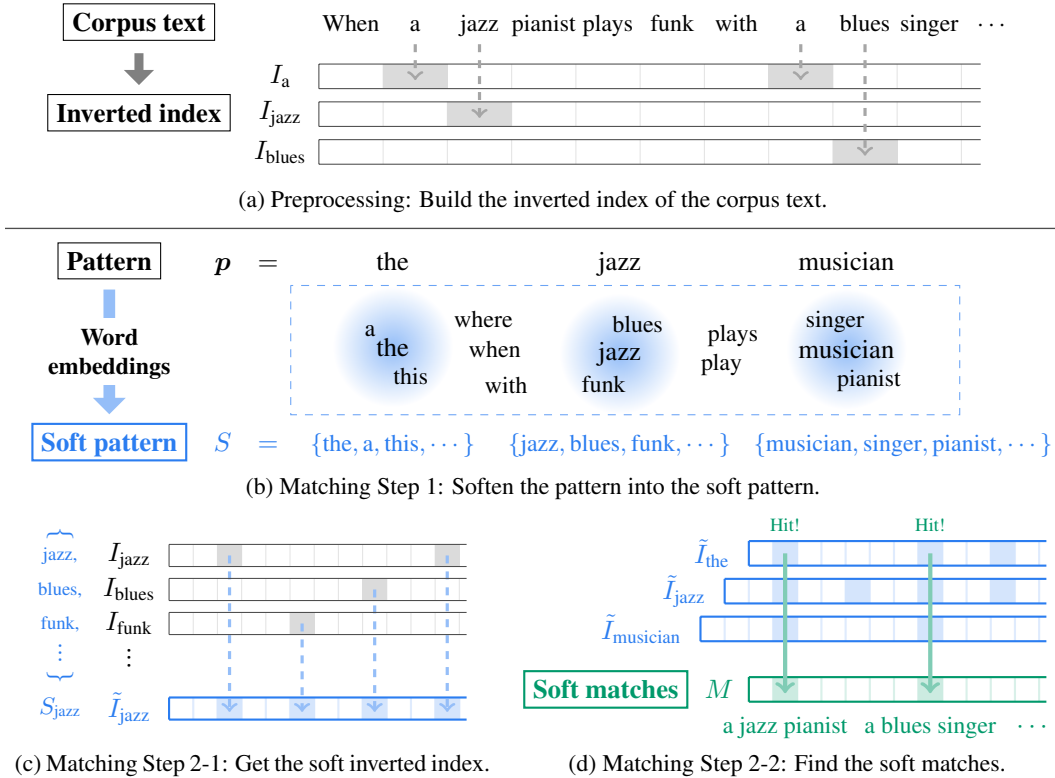 Corpus text When a jazz pianist plays funk with a blues singer ⋯
I_a
Inverted index I_jazz
I_blues
(a) Preprocessing: Build the inverted index of the corpus text.
Pattern p = the jazz musician
Word embeddings
a the this
where when with
blues jazz funk
plays play
singer musician pianist
Soft pattern S = {the, a, this, ⋯} {jazz, blues, funk, ⋯} {musician, singer, pianist, ⋯}
(b) Matching Step 1: Soften the pattern into the soft pattern.
jazz, I_jazz
blues, I_blues
funk, I_funk
⋮ ⋮
S_jazz Ĩ_jazz
(c) Matching Step 2-1: Get the soft inverted index.
Hit! Hit!
Ĩ_the
Ĩ_jazz
Ĩ_musician
Soft matches M
a jazz pianist a blues singer ⋯
(d) Matching Step 2-2: Find the soft matches.